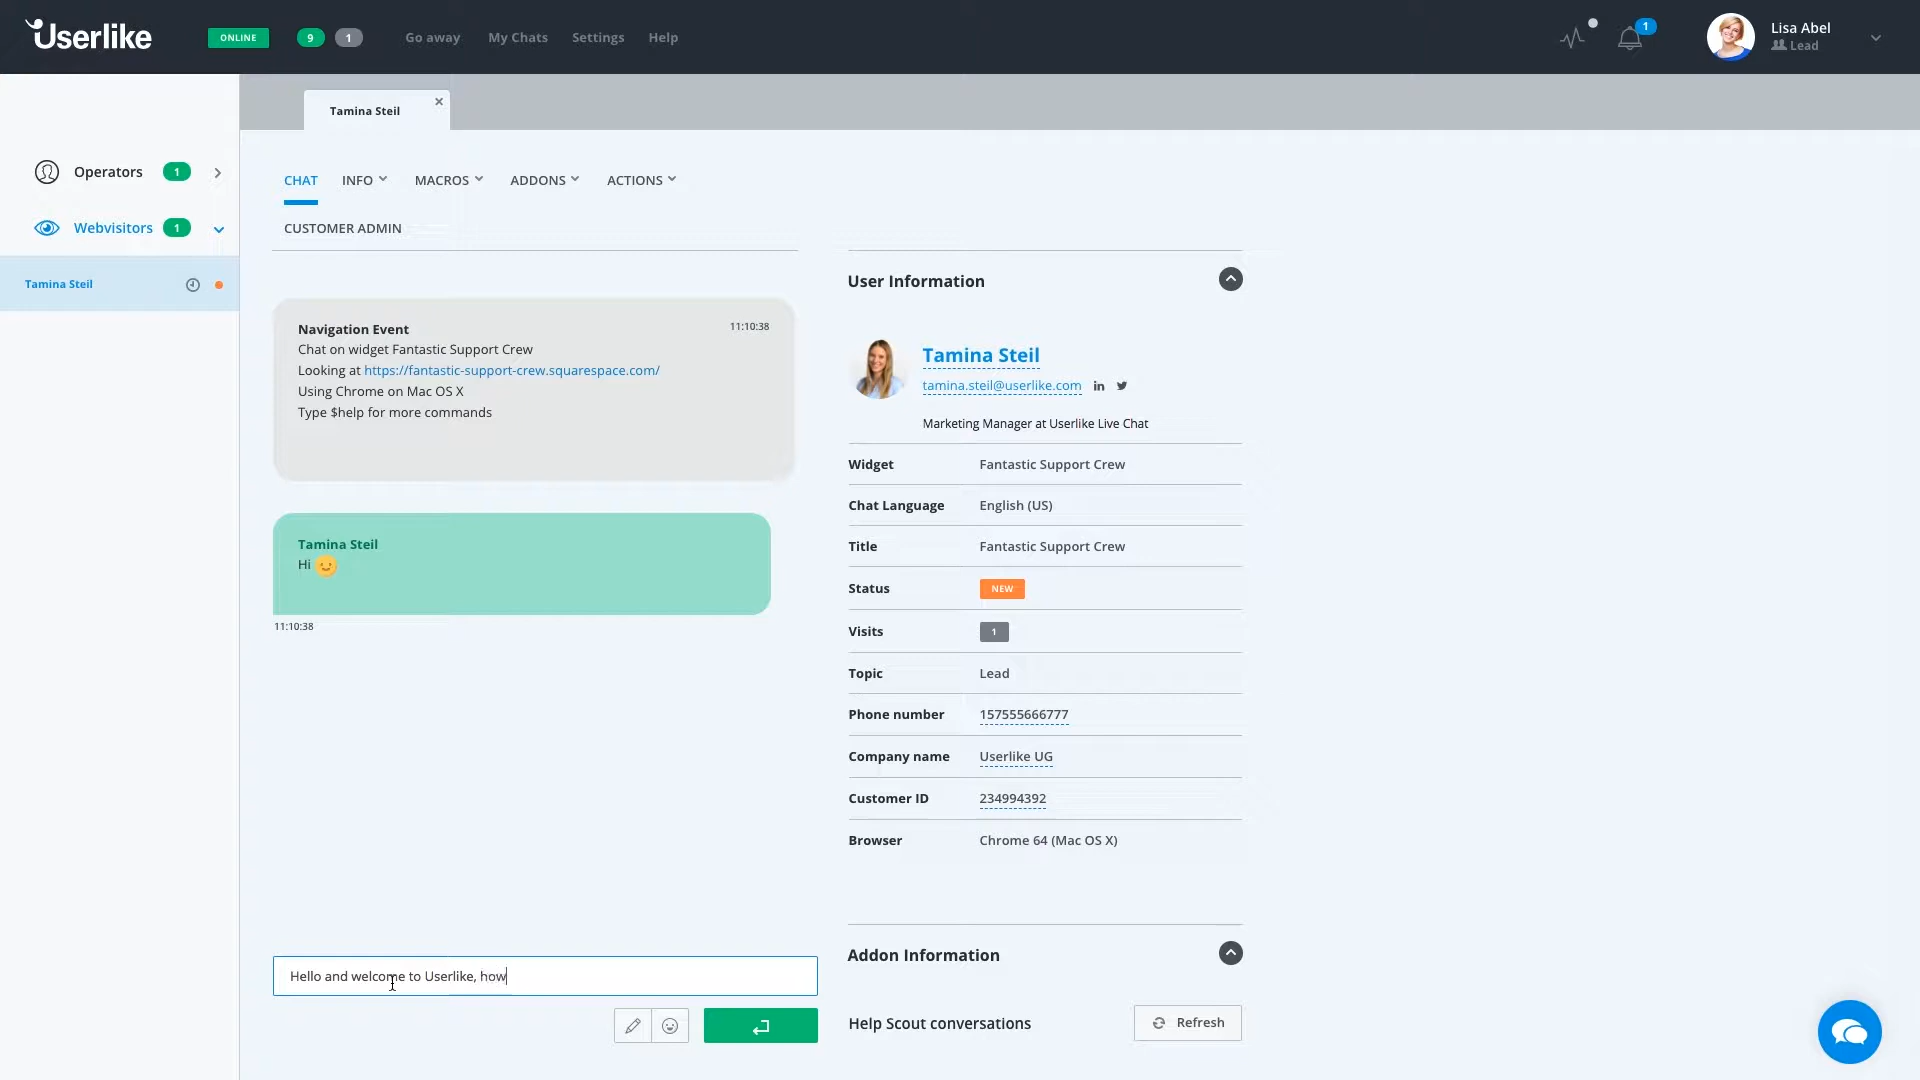 Userlike
ONLINE
9
1
Go away
My Chats
Settings
Help
1
Lisa Abel
Lead
Tamina Steil
Operators
1
Webvisitors
1
Tamina Steil
CHAT
INFO
MACROS
ADDONS
ACTIONS
CUSTOMER ADMIN
Navigation Event
11:10:38
Chat on widget Fantastic Support Crew
Looking at https://fantastic-support-crew.squarespace.com/
Using Chrome on Mac OS X
Type $help for more commands
Tamina Steil
Hi
11:10:38
Hello and welcome to Userlike, how
User Information
Tamina Steil
tamina.steil@userlike.com
Marketing Manager at Userlike Live Chat
Widget Fantastic Support Crew
Chat Language English (US)
Title Fantastic Support Crew
Status NEW
Visits 1
Topic Lead
Phone number 157555666777
Company name Userlike UG
Customer ID 234994392
Browser Chrome 64 (Mac OS X)
Addon Information
Help Scout conversations
Refresh